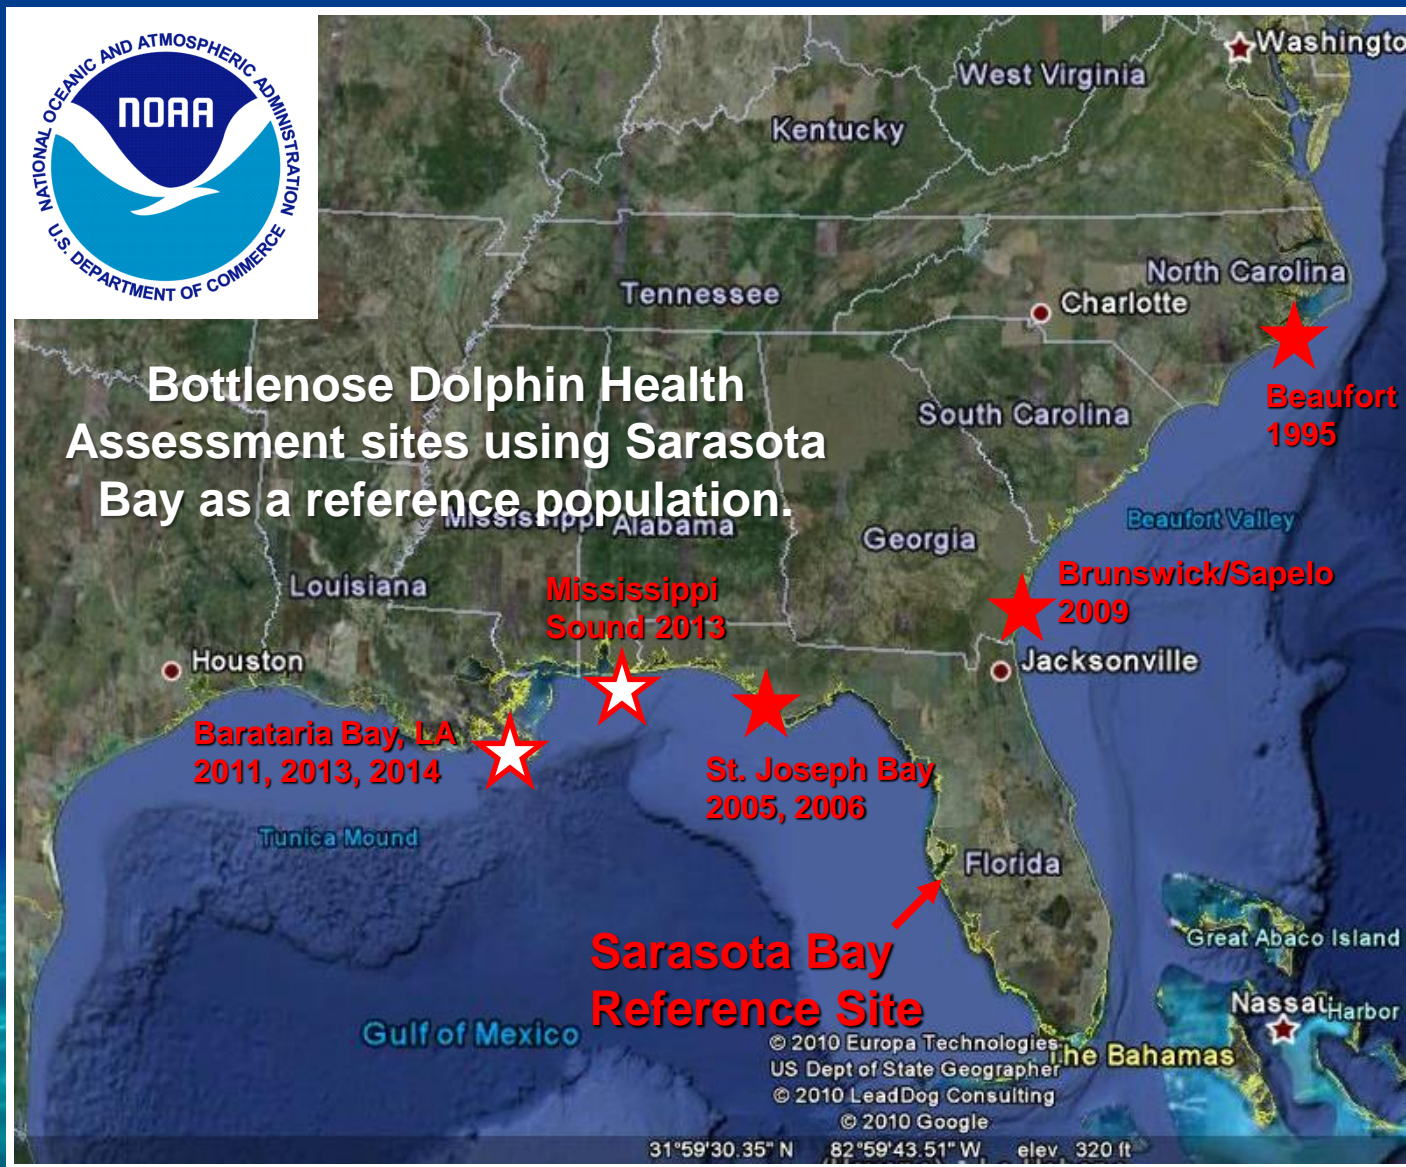 NATIONAL OCEANIC AND ATMOSPHERIC ADMINISTRATION
NOAA
U.S. DEPARTMENT OF COMMERCE
Washingto
West Virginia
Kentucky
North Carolina
Tennessee
Charlotte
Bottlenose Dolphin Health
Assessment sites using Sarasota
Bay as a reference population.
Beaufort
1995
South Carolina
Mississippi
Alabama
Georgia
Beaufort Valley
Louisiana
Mississippi
Sound 2013
Brunswick/Sapelo
2009
Houston
Jacksonville
Barataria Bay, LA
2011, 2013, 2014
St. Joseph Bay
2005, 2006
Tunica Mound
Florida
Sarasota Bay
Reference Site
Great Abaco Island
Nassau
Harbor
Gulf of Mexico
The Bahamas
© 2010 Europa Technologies
US Dept of State Geographer
© 2010 LeadDog Consulting
© 2010 Google
31°59'30.35" N 82°59'43.51" W elev 320 ft